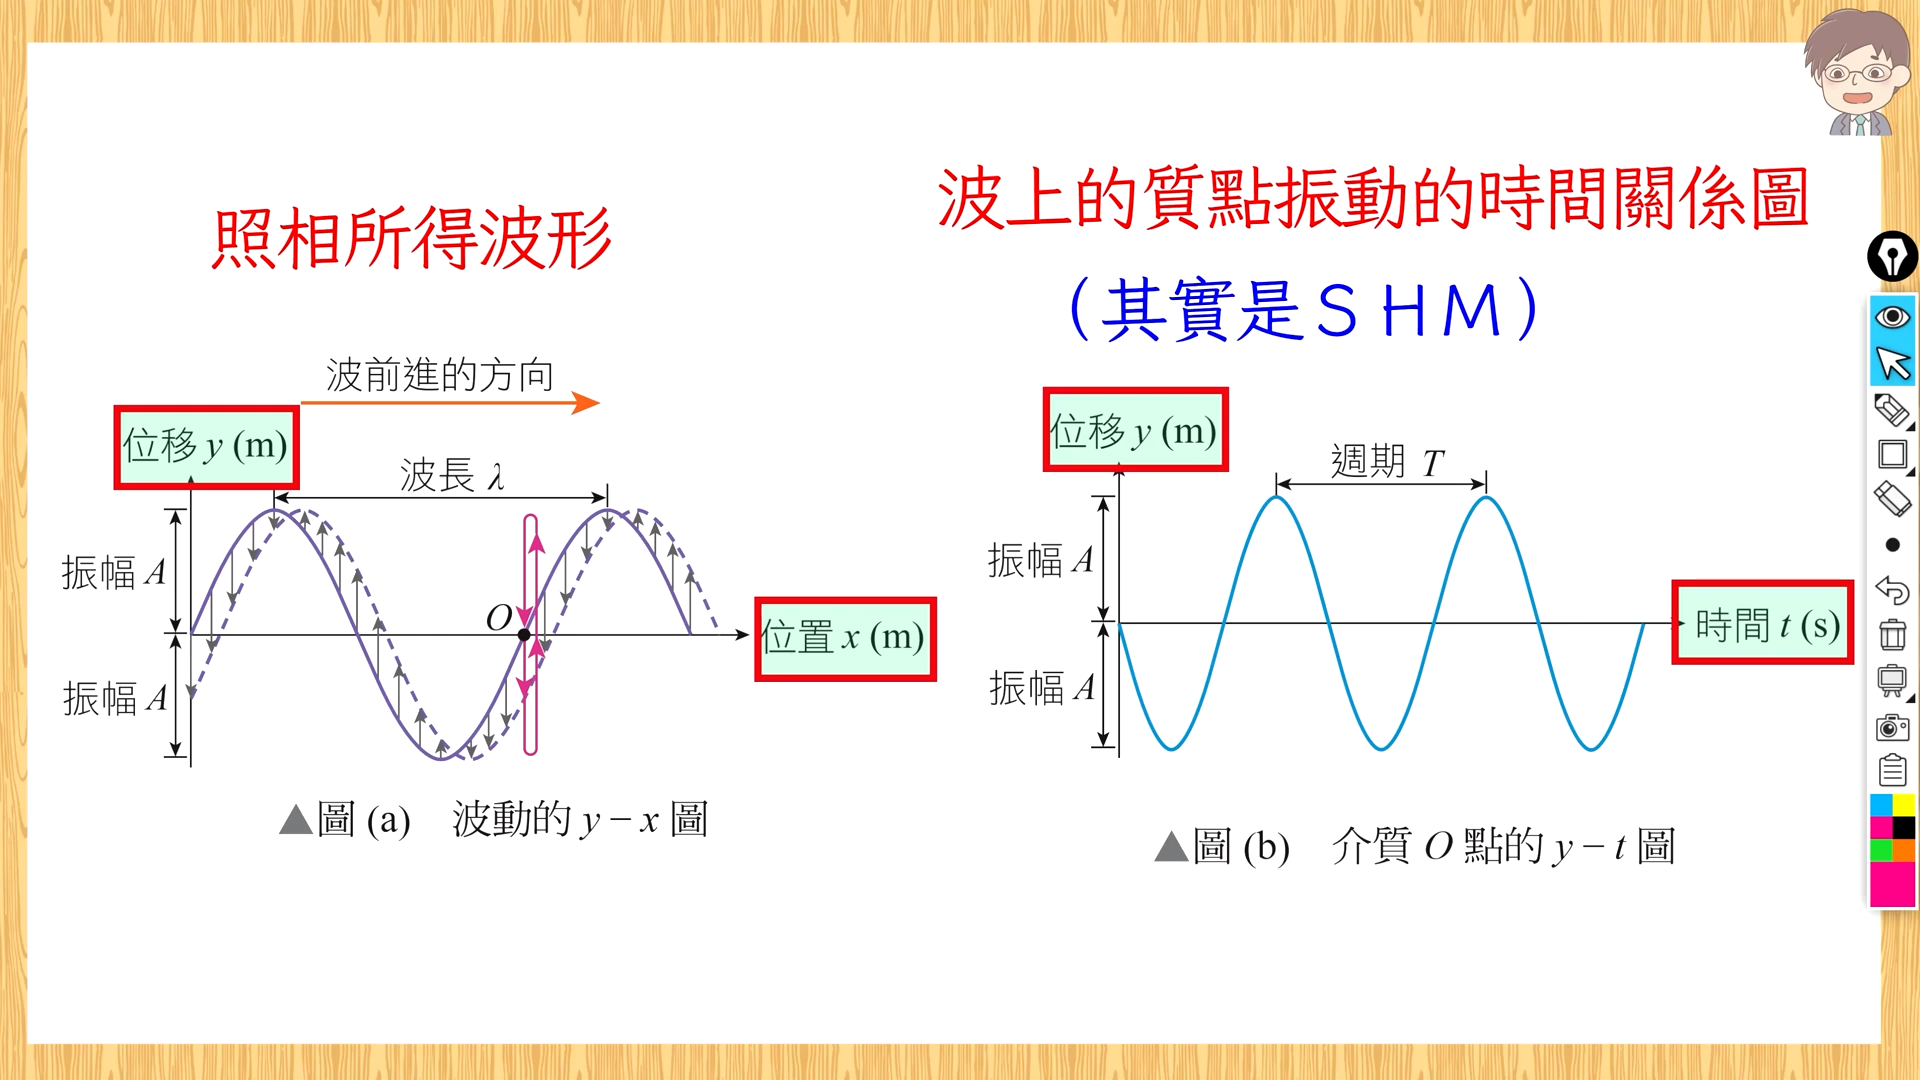 照相所得波形
波上的質點振動的時間關係圖
（其實是ＳＨＭ）
波前進的方向
位移 y (m)
波長 λ
振幅 A
振幅 A
O
位置 x (m)
▲圖 (a) 波動的 y − x 圖
位移 y (m)
週期 T
振幅 A
振幅 A
時間 t (s)
▲圖 (b) 介質 O 點的 y − t 圖